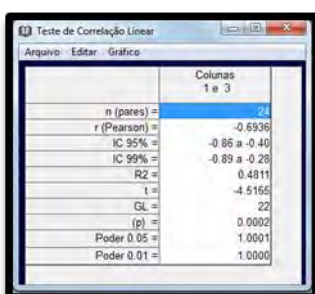 Teste de Correlação Linear
Arquivo Editar Gráfico
Colunas
1 e 3
n (pares) = 24
r (Pearson) = -0.6936
IC 95% = -0.86 a -0.40
IC 99% = -0.89 a -0.28
R2 = 0.4811
t = -4.5165
GL = 22
(p) = 0.0002
Poder 0.05 = 1.0001
Poder 0.01 = 1.0000